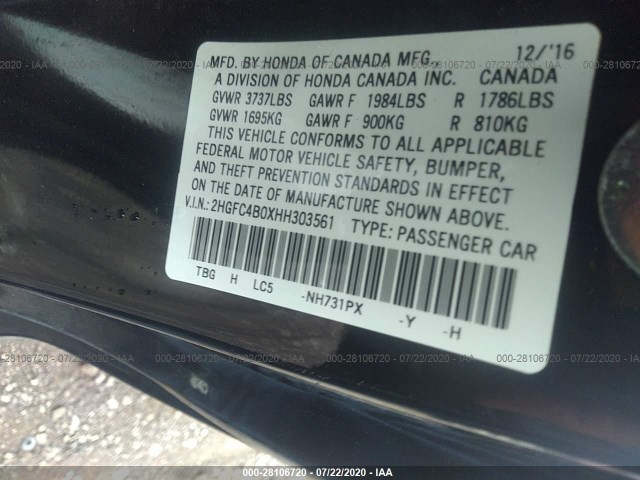 MFD. BY HONDA OF CANADA MFG., 12/'16
A DIVISION OF HONDA CANADA INC. CANADA
GVWR 3737LBS GAWR F 1984LBS R 1786LBS
GVWR 1695KG GAWR F 900KG R 810KG
THIS VEHICLE CONFORMS TO ALL APPLICABLE
FEDERAL MOTOR VEHICLE SAFETY, BUMPER,
AND THEFT PREVENTION STANDARDS IN EFFECT
ON THE DATE OF MANUFACTURE SHOWN ABOVE.
V.I.N.: 2HGFC4B0XHH303561 TYPE: PASSENGER CAR
TBG H LC5 -NH731PX -Y -H
000-28106720 - 07/22/2020 - IAA